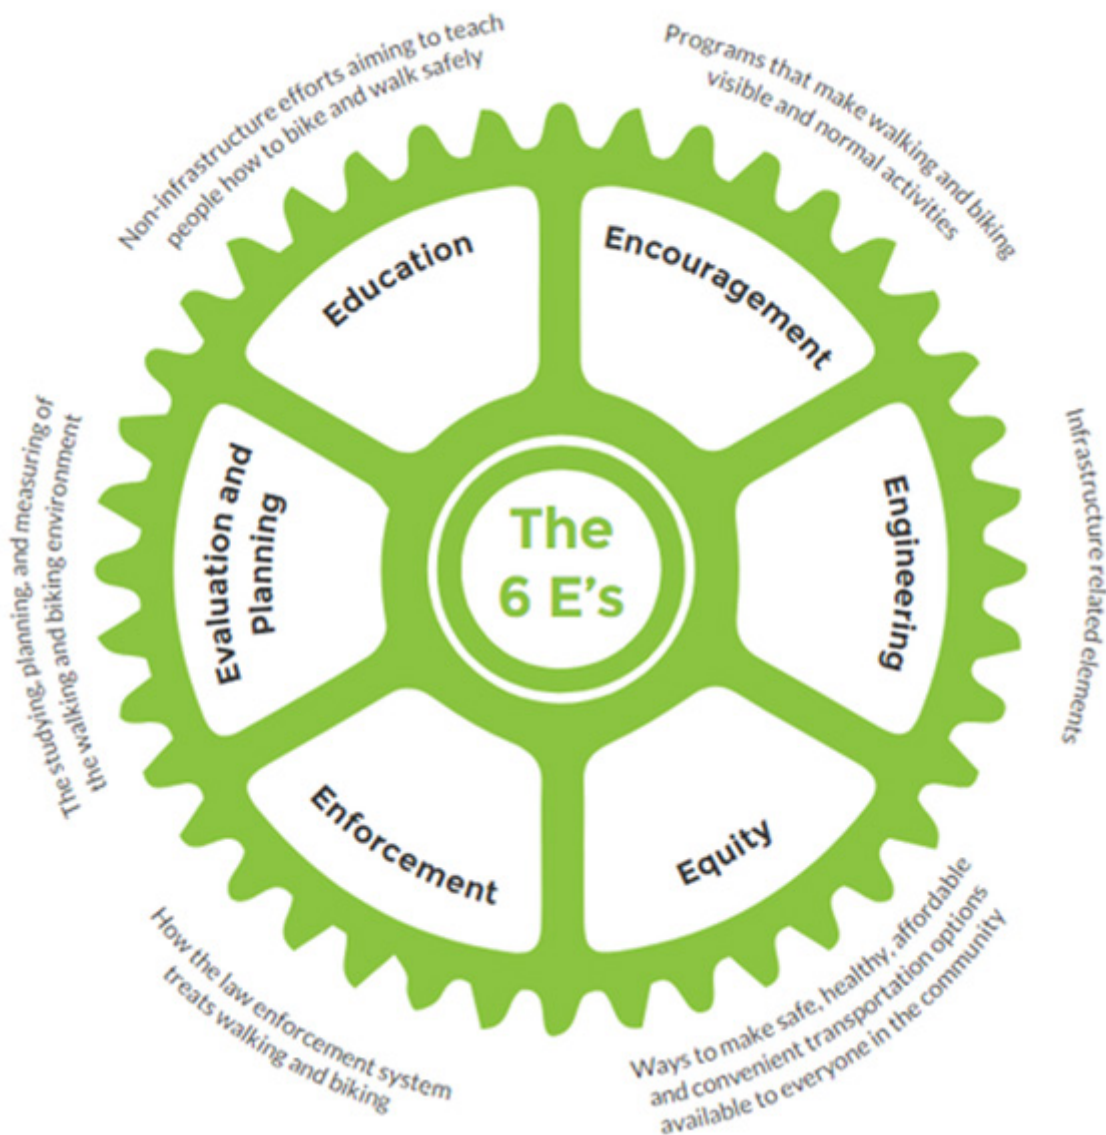 The
6 E's
Education
Non-infrastructure efforts aiming to teach
people how to bike and walk safely
Encouragement
Programs that make walking and biking
visible and normal activities
Engineering
Infrastructure related elements
Equity
Ways to make safe, healthy, affordable
and convenient transportation options
available to everyone in the community
Enforcement
How the law enforcement system
treats walking and biking
Evaluation and
Planning
The studying, planning, and measuring of
the walking and biking environment